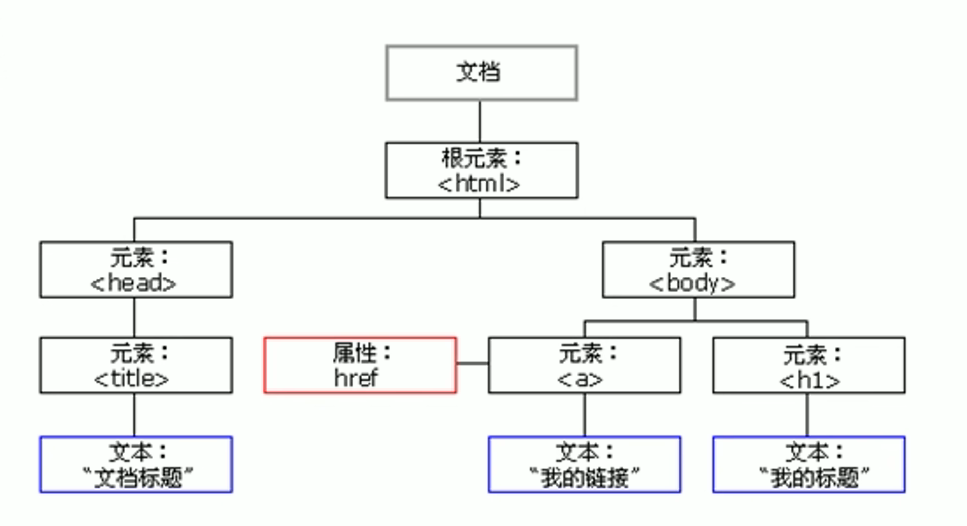 文档
根元素：
<html>
元素：
<head>
元素：
<body>
元素：
<title>
属性：
href
元素：
<a>
元素：
<h1>
文本：
“文档标题”
文本：
“我的链接”
文本：
“我的标题”